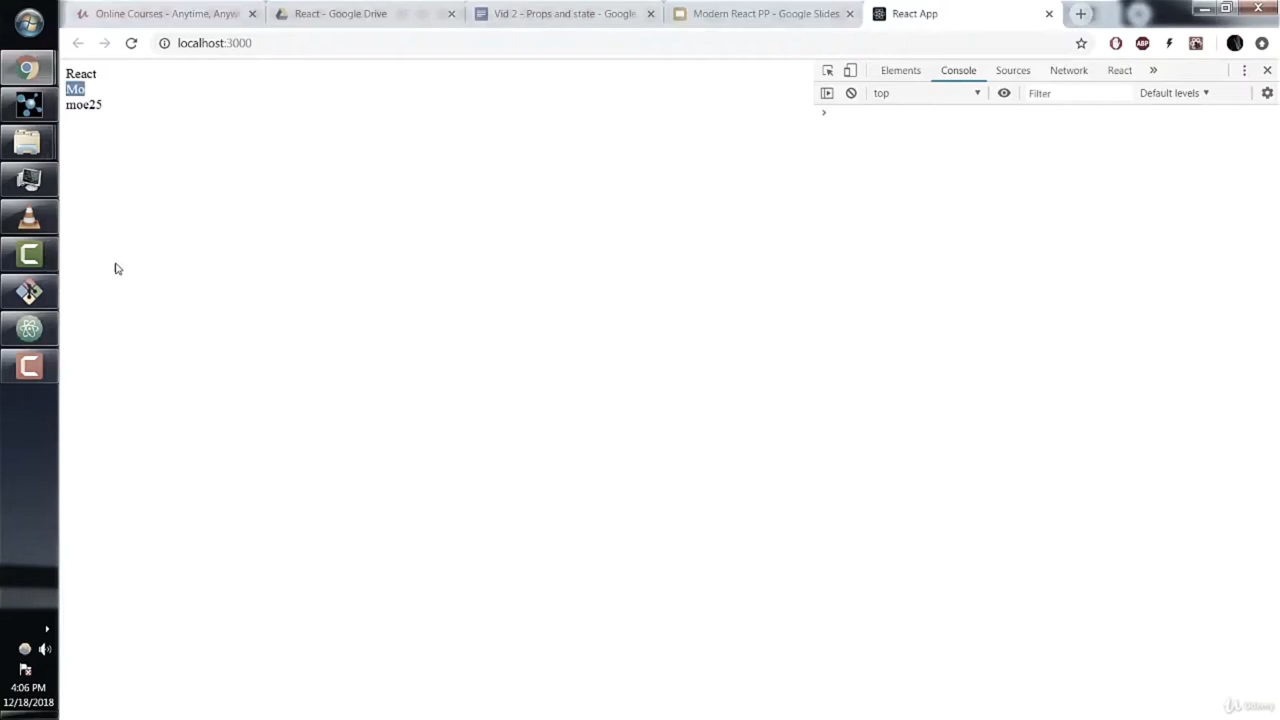 Online Courses - Anytime, Anyw
React - Google Drive
Vid 2 - Props and state - Google
Modern React PP - Google Slides
React App
localhost:3000
ABP
React
Mo
moe25
Elements
Console
Sources
Network
React
»
top
Filter
Default levels
4:06 PM
12/18/2018
Udemy